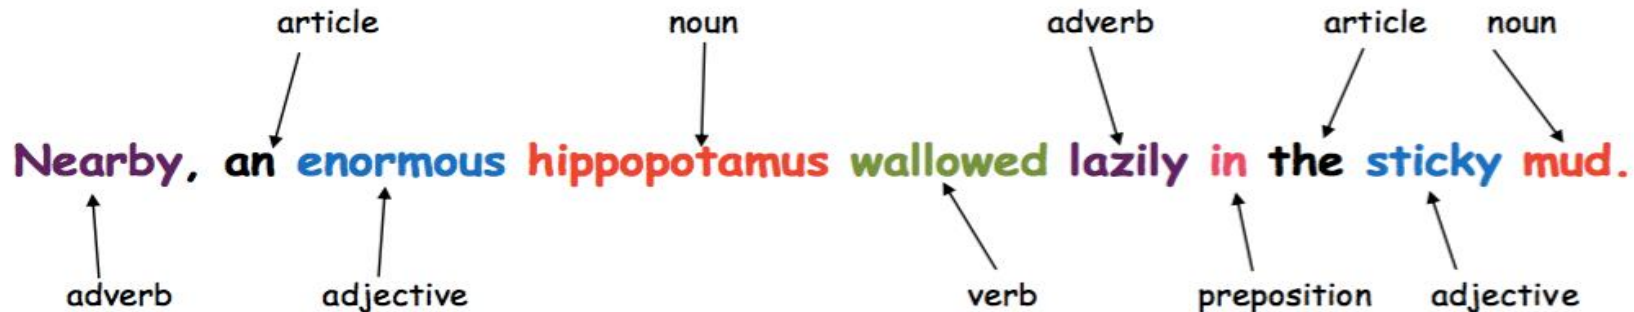 article noun adverb article noun
Nearby, an enormous hippopotamus wallowed lazily in the sticky mud.
adverb adjective verb preposition adjective